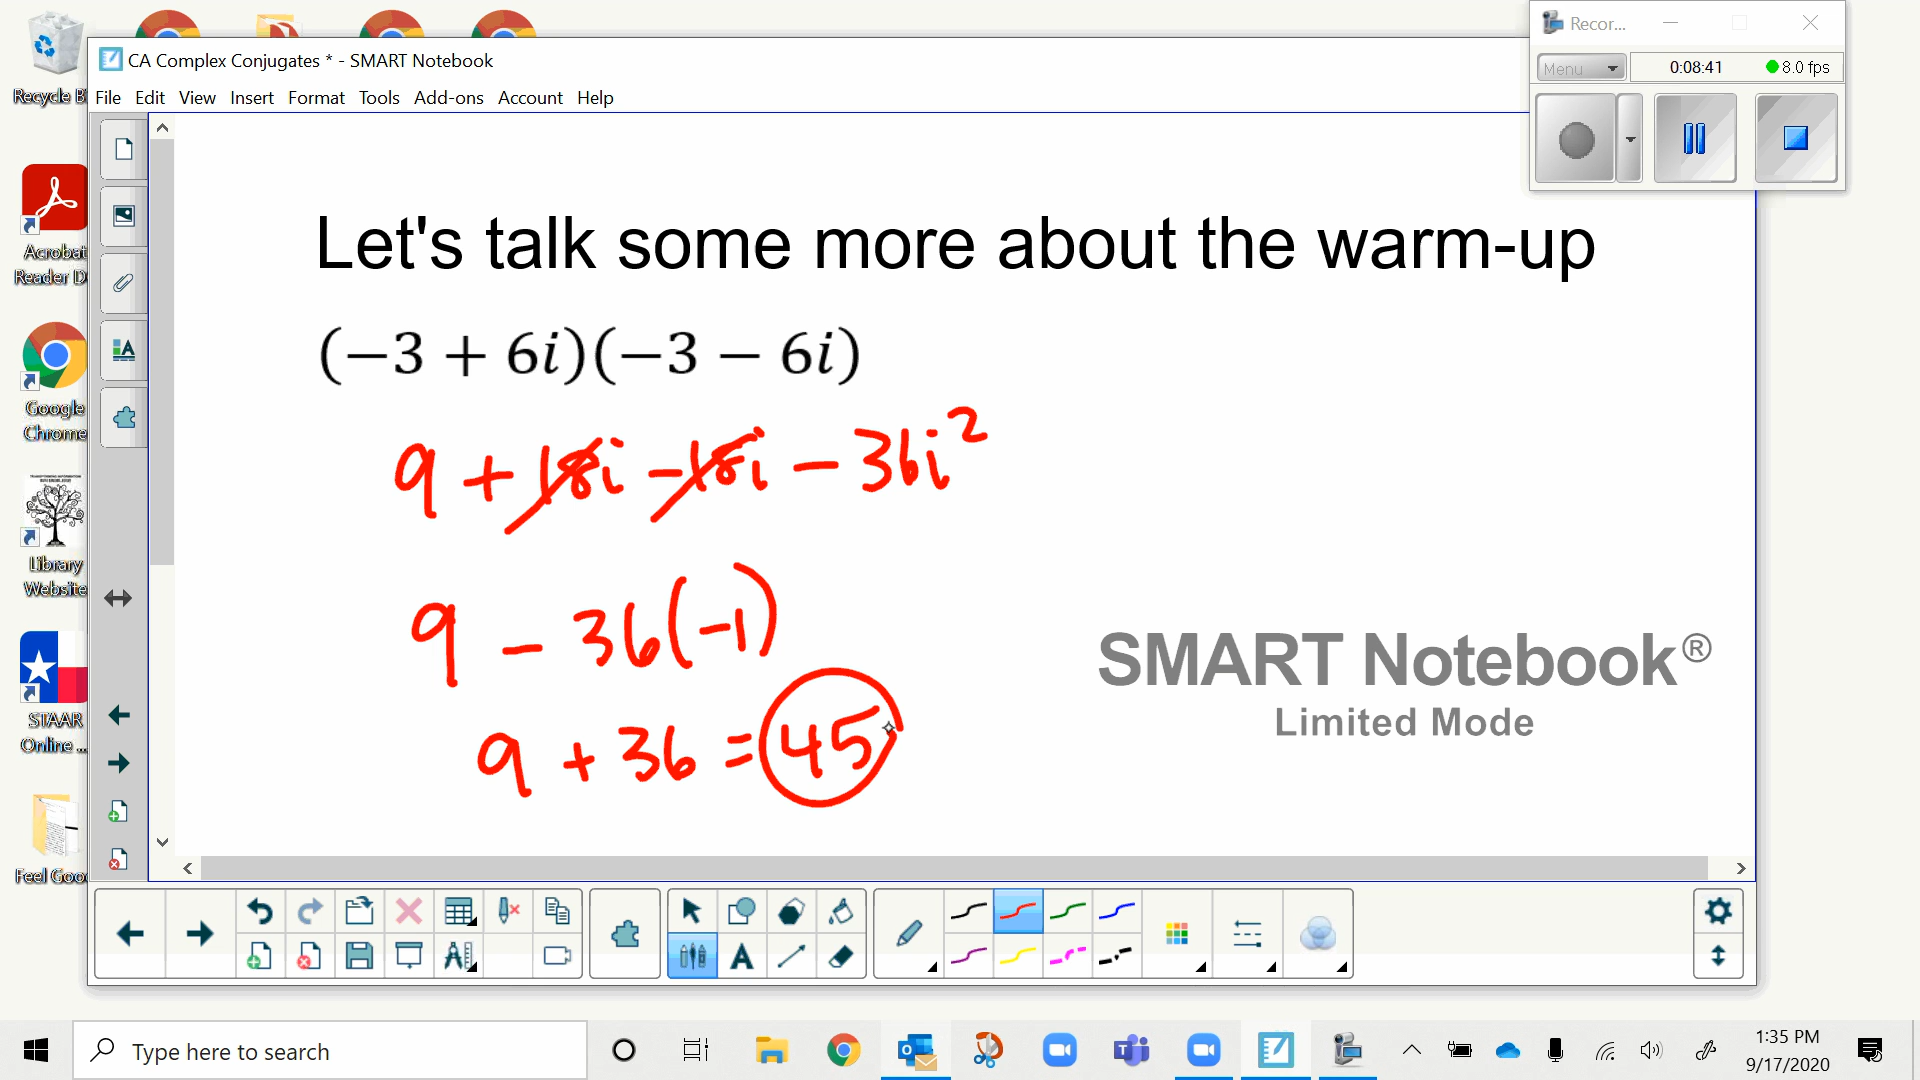 Recor...
CA Complex Conjugates * - SMART Notebook
Menu
0:08:41
8.0 fps
File Edit View Insert Format Tools Add-ons Account Help
Recycle B
Acrobat
Reader D
Google
Chrome
Library
Website
STAAR
Online ...
Feel Goo
Let's talk some more about the warm-up
(−3 + 6i)(−3 − 6i)
9 + 18i − 18i − 36i²
9 − 36(−1)
9 + 36 = 45
SMART Notebook®
Limited Mode
Type here to search
1:35 PM
9/17/2020